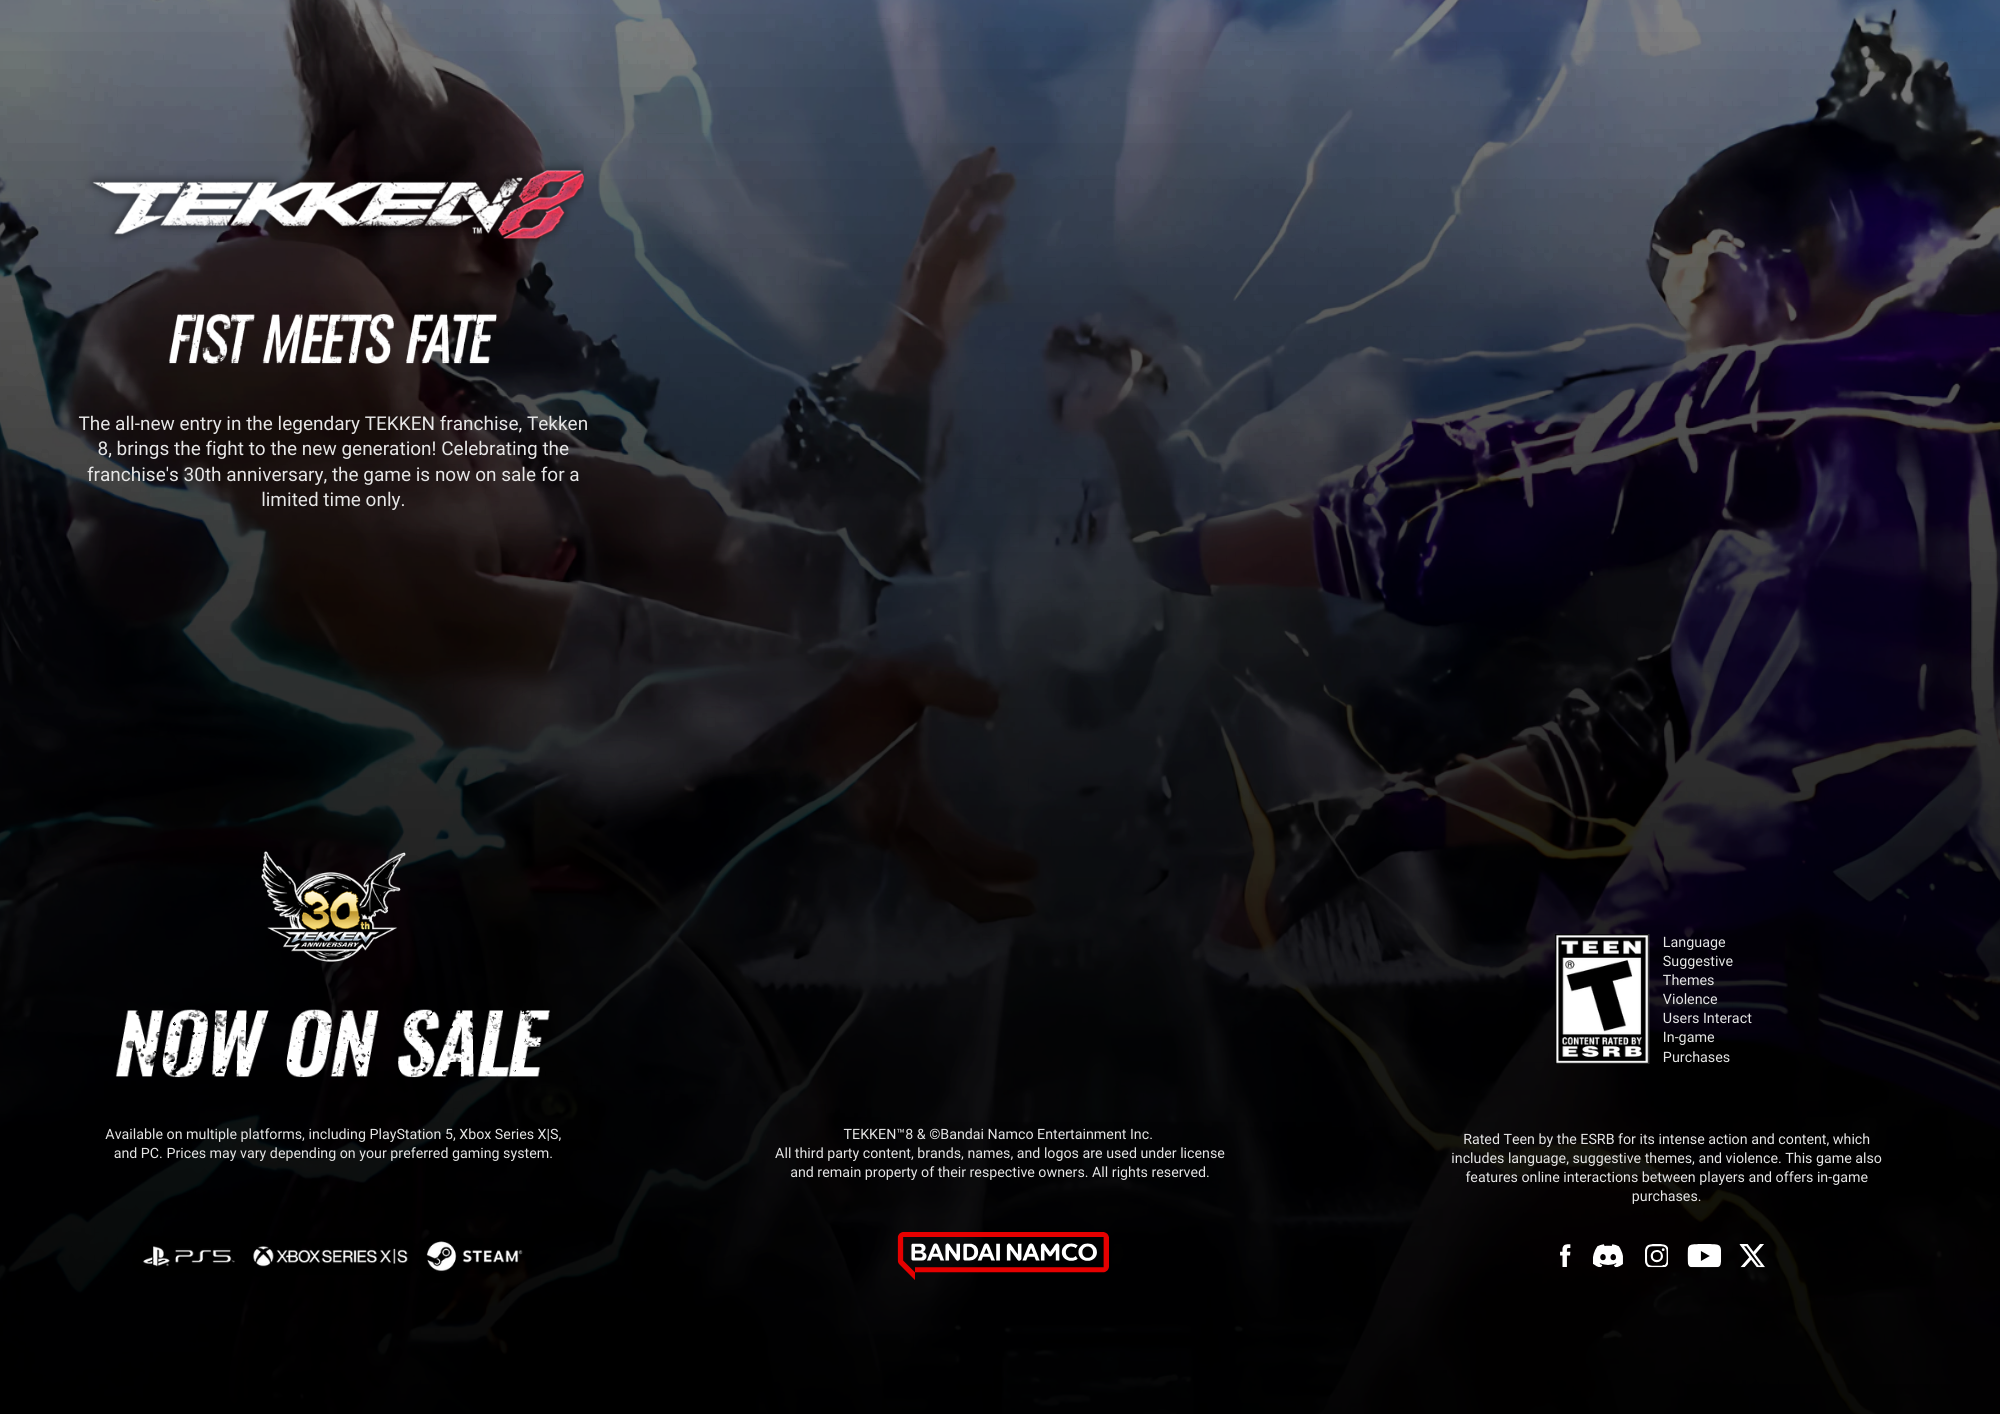 TEKKEN 8
™
FIST MEETS FATE
The all-new entry in the legendary TEKKEN franchise, Tekken
8, brings the fight to the new generation! Celebrating the
franchise's 30th anniversary, the game is now on sale for a
limited time only.
30th
TEKKEN
ANNIVERSARY
NOW ON SALE
Available on multiple platforms, including PlayStation 5, Xbox Series X|S,
and PC. Prices may vary depending on your preferred gaming system.
PS5 XBOX SERIES X|S STEAM®
TEKKEN™8 & ©Bandai Namco Entertainment Inc.
All third party content, brands, names, and logos are used under license
and remain property of their respective owners. All rights reserved.
BANDAI NAMCO
TEEN
T
®
CONTENT RATED BY
ESRB
Language
Suggestive
Themes
Violence
Users Interact
In-game
Purchases
Rated Teen by the ESRB for its intense action and content, which
includes language, suggestive themes, and violence. This game also
features online interactions between players and offers in-game
purchases.